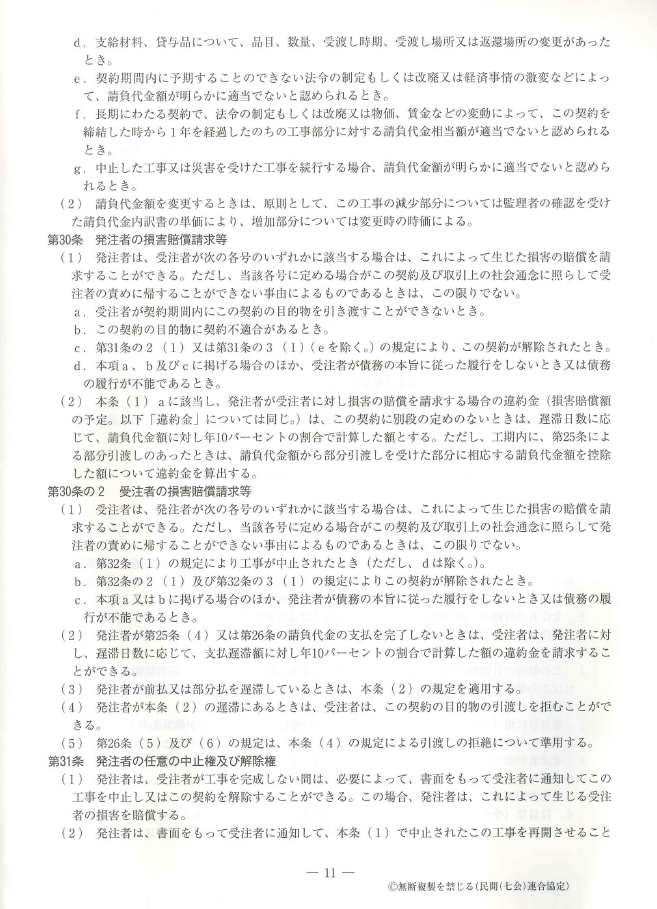 d．支給材料、貸与品について、品目、数量、受渡し時期、受渡し場所又は返還場所の変更があった
とき。
e．契約期間内に予期することのできない法令の制定もしくは改廃又は経済事情の激変などによっ
て、請負代金額が明らかに適当でないと認められるとき。
f．長期にわたる契約で、法令の制定もしくは改廃又は物価、賃金などの変動によって、この契約を
締結した時から１年を経過したのちの工事部分に対する請負代金相当額が適当でないと認められる
とき。
g．中止した工事又は災害を受けた工事を続行する場合、請負代金額が明らかに適当でないと認めら
れるとき。
（2） 請負代金額を変更するときは、原則として、この工事の減少部分については監理者の確認を受け
た請負代金内訳書の単価により、増加部分については変更時の時価による。
第30条 発注者の損害賠償請求等
（1） 発注者は、受注者が次の各号のいずれかに該当する場合は、これによって生じた損害の賠償を請
求することができる。ただし、当該各号に定める場合がこの契約及び取引上の社会通念に照らして受
注者の責めに帰することができない事由によるものであるときは、この限りでない。
a．受注者が契約期間内にこの契約の目的物を引き渡すことができないとき。
b．この契約の目的物に契約不適合があるとき。
c．第31条の２（1）又は第31条の３（1）（eを除く。）の規定により、この契約が解除されたとき。
d．本項a、b及びcに掲げる場合のほか、受注者が債務の本旨に従った履行をしないとき又は債務
の履行が不能であるとき。
（2） 本条（1）aに該当し、発注者が受注者に対し損害の賠償を請求する場合の違約金（損害賠償額
の予定。以下「違約金」については同じ。）は、この契約に別段の定めのないときは、遅滞日数に応
じて、請負代金額に対し年10パーセントの割合で計算した額とする。ただし、工期内に、第25条によ
る部分引渡しのあったときは、請負代金額から部分引渡しを受けた部分に相応する請負代金額を控除
した額について違約金を算出する。
第30条の２ 受注者の損害賠償請求等
（1） 受注者は、発注者が次の各号のいずれかに該当する場合は、これによって生じた損害の賠償を請
求することができる。ただし、当該各号に定める場合がこの契約及び取引上の社会通念に照らして発
注者の責めに帰することができない事由によるものであるときは、この限りでない。
a．第32条（1）の規定により工事が中止されたとき（ただし、dは除く。）。
b．第32条の２（1）及び第32条の３（1）の規定によりこの契約が解除されたとき。
c．本項a又はbに掲げる場合のほか、発注者が債務の本旨に従った履行をしないとき又は債務の履
行が不能であるとき。
（2） 発注者が第25条（4）又は第26条の請負代金の支払を完了しないときは、受注者は、発注者に対
し、遅滞日数に応じて、支払遅滞額に対し年10パーセントの割合で計算した額の違約金を請求するこ
とができる。
（3） 発注者が前払又は部分払を遅滞しているときは、本条（2）の規定を適用する。
（4） 発注者が本条（2）の遅滞にあるときは、受注者は、この契約の目的物の引渡しを拒むことがで
きる。
（5） 第26条（5）及び（6）の規定は、本条（4）の規定による引渡しの拒絶について準用する。
第31条 発注者の任意の中止権及び解除権
（1） 発注者は、受注者が工事を完成しない間は、必要によって、書面をもって受注者に通知してこの
工事を中止し又はこの契約を解除することができる。この場合、発注者は、これによって生じる受注
者の損害を賠償する。
（2） 発注者は、書面をもって受注者に通知して、本条（1）で中止されたこの工事を再開させること
― 11 ―
©無断複製を禁じる（民間（七会）連合協定）